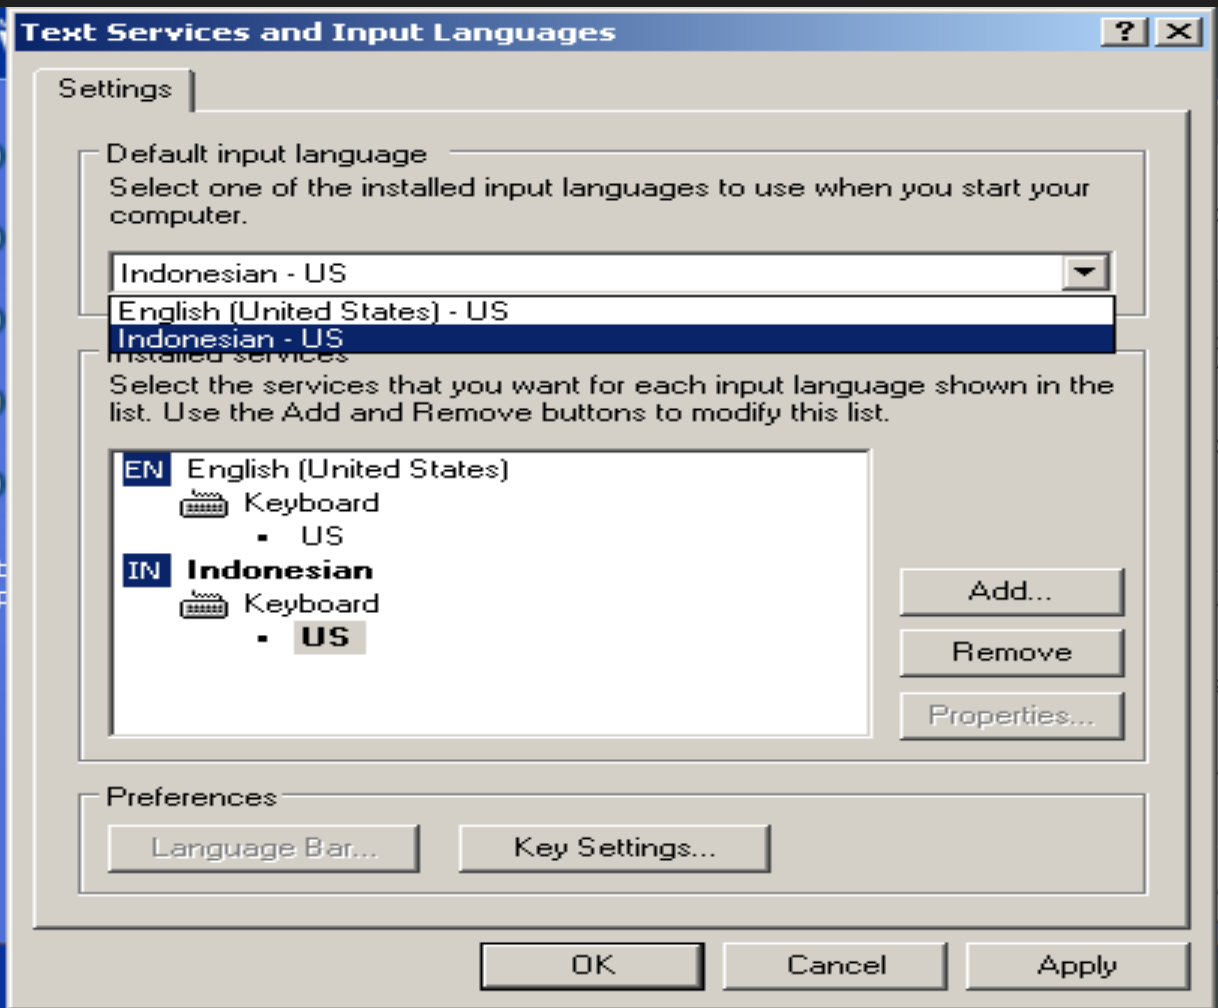 Text Services and Input Languages
Settings
Default input language
Select one of the installed input languages to use when you start your
computer.
Indonesian - US
English (United States) - US
Indonesian - US
Installed services
Select the services that you want for each input language shown in the
list. Use the Add and Remove buttons to modify this list.
EN English (United States)
Keyboard
US
IN Indonesian
Keyboard
US
Add...
Remove
Properties...
Preferences
Language Bar...
Key Settings...
OK
Cancel
Apply